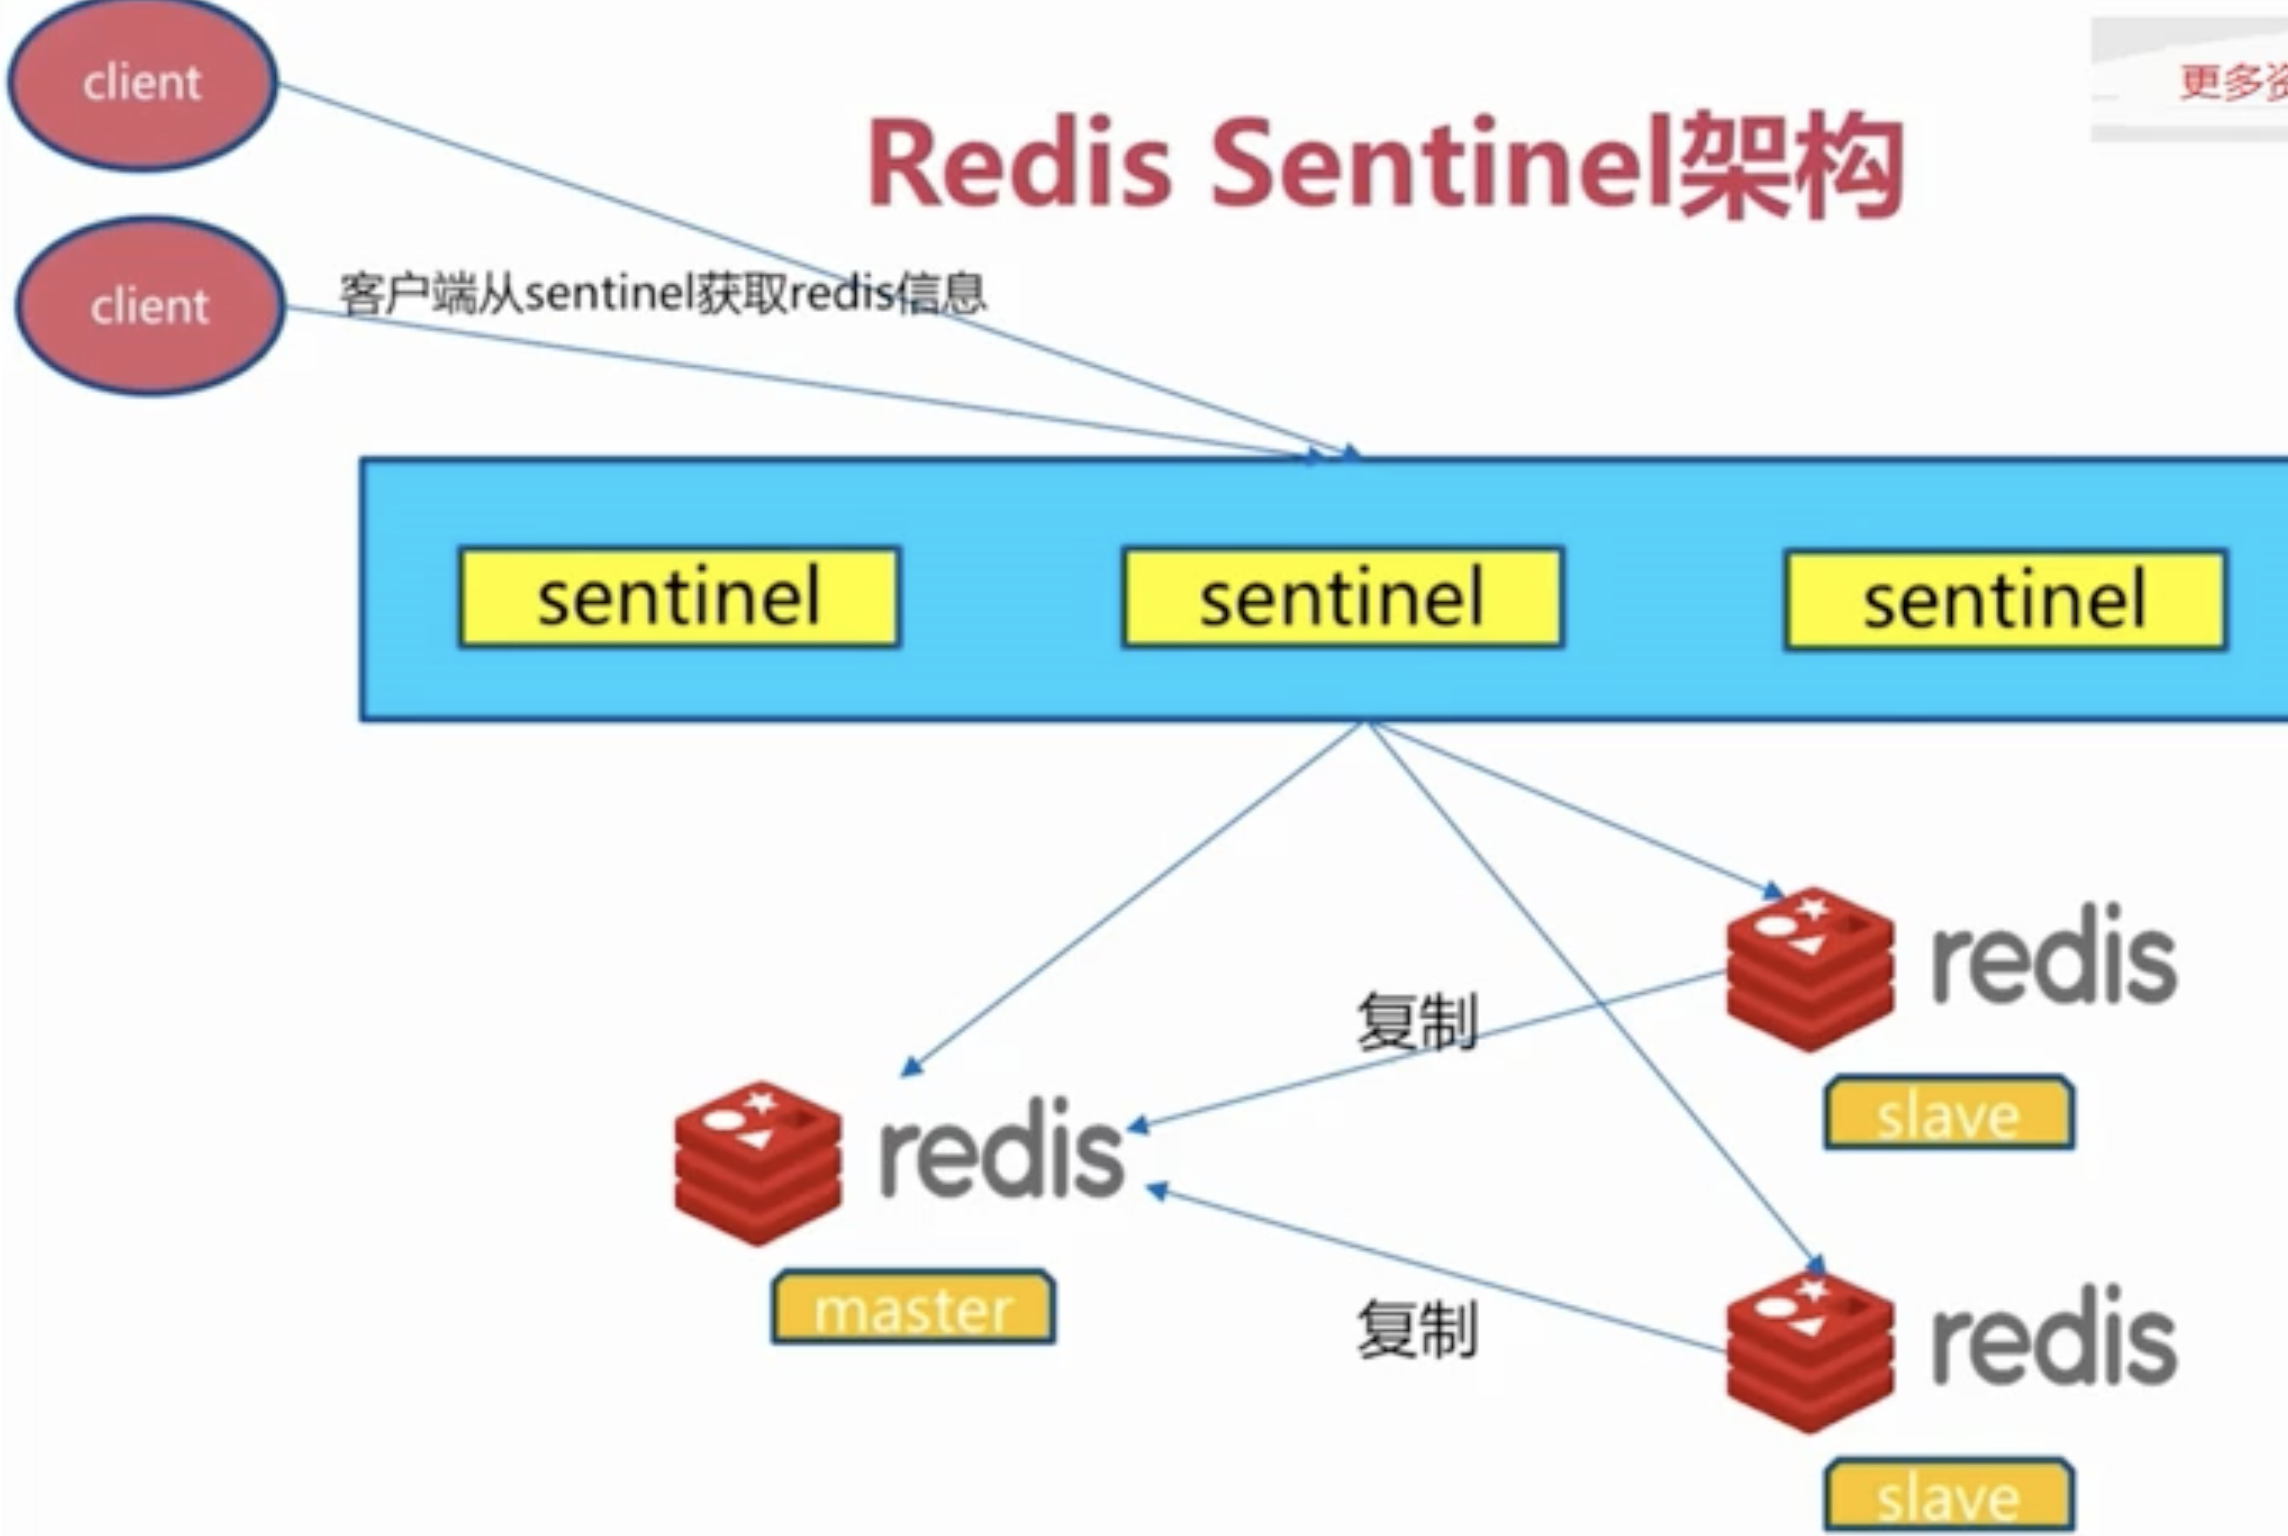 client
更多
Redis Sentinel架构
client
客户端从sentinel获取redis信息
sentinel
sentinel
sentinel
redis
复制
slave
redis
master
复制
redis
slave